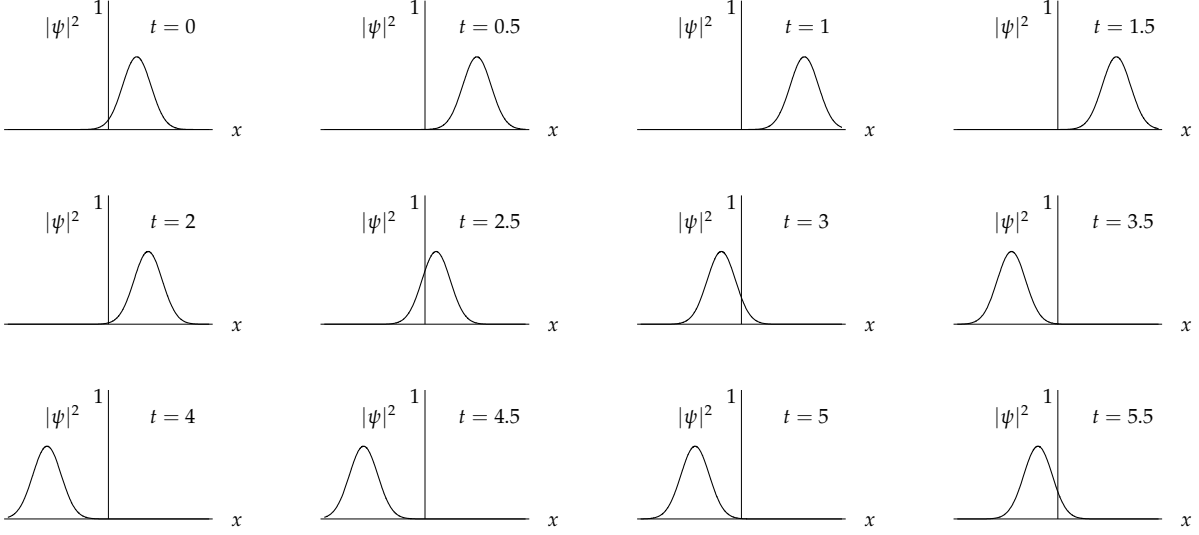 1
|ψ|² t = 0
x
1
|ψ|² t = 0.5
x
1
|ψ|² t = 1
x
1
|ψ|² t = 1.5
x
1
|ψ|² t = 2
x
1
|ψ|² t = 2.5
x
1
|ψ|² t = 3
x
1
|ψ|² t = 3.5
x
1
|ψ|² t = 4
x
1
|ψ|² t = 4.5
x
1
|ψ|² t = 5
x
1
|ψ|² t = 5.5
x